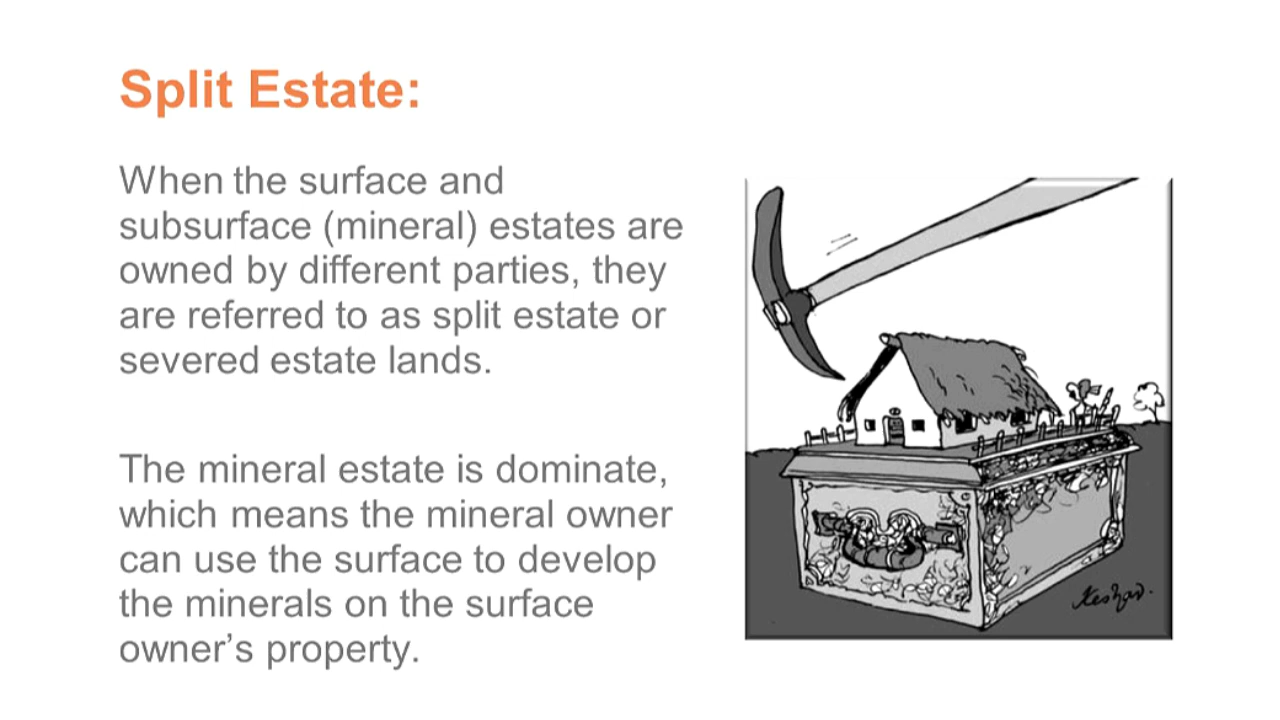 Split Estate:
When the surface and
subsurface (mineral) estates are
owned by different parties, they
are referred to as split estate or
severed estate lands.
The mineral estate is dominate,
which means the mineral owner
can use the surface to develop
the minerals on the surface
owner’s property.